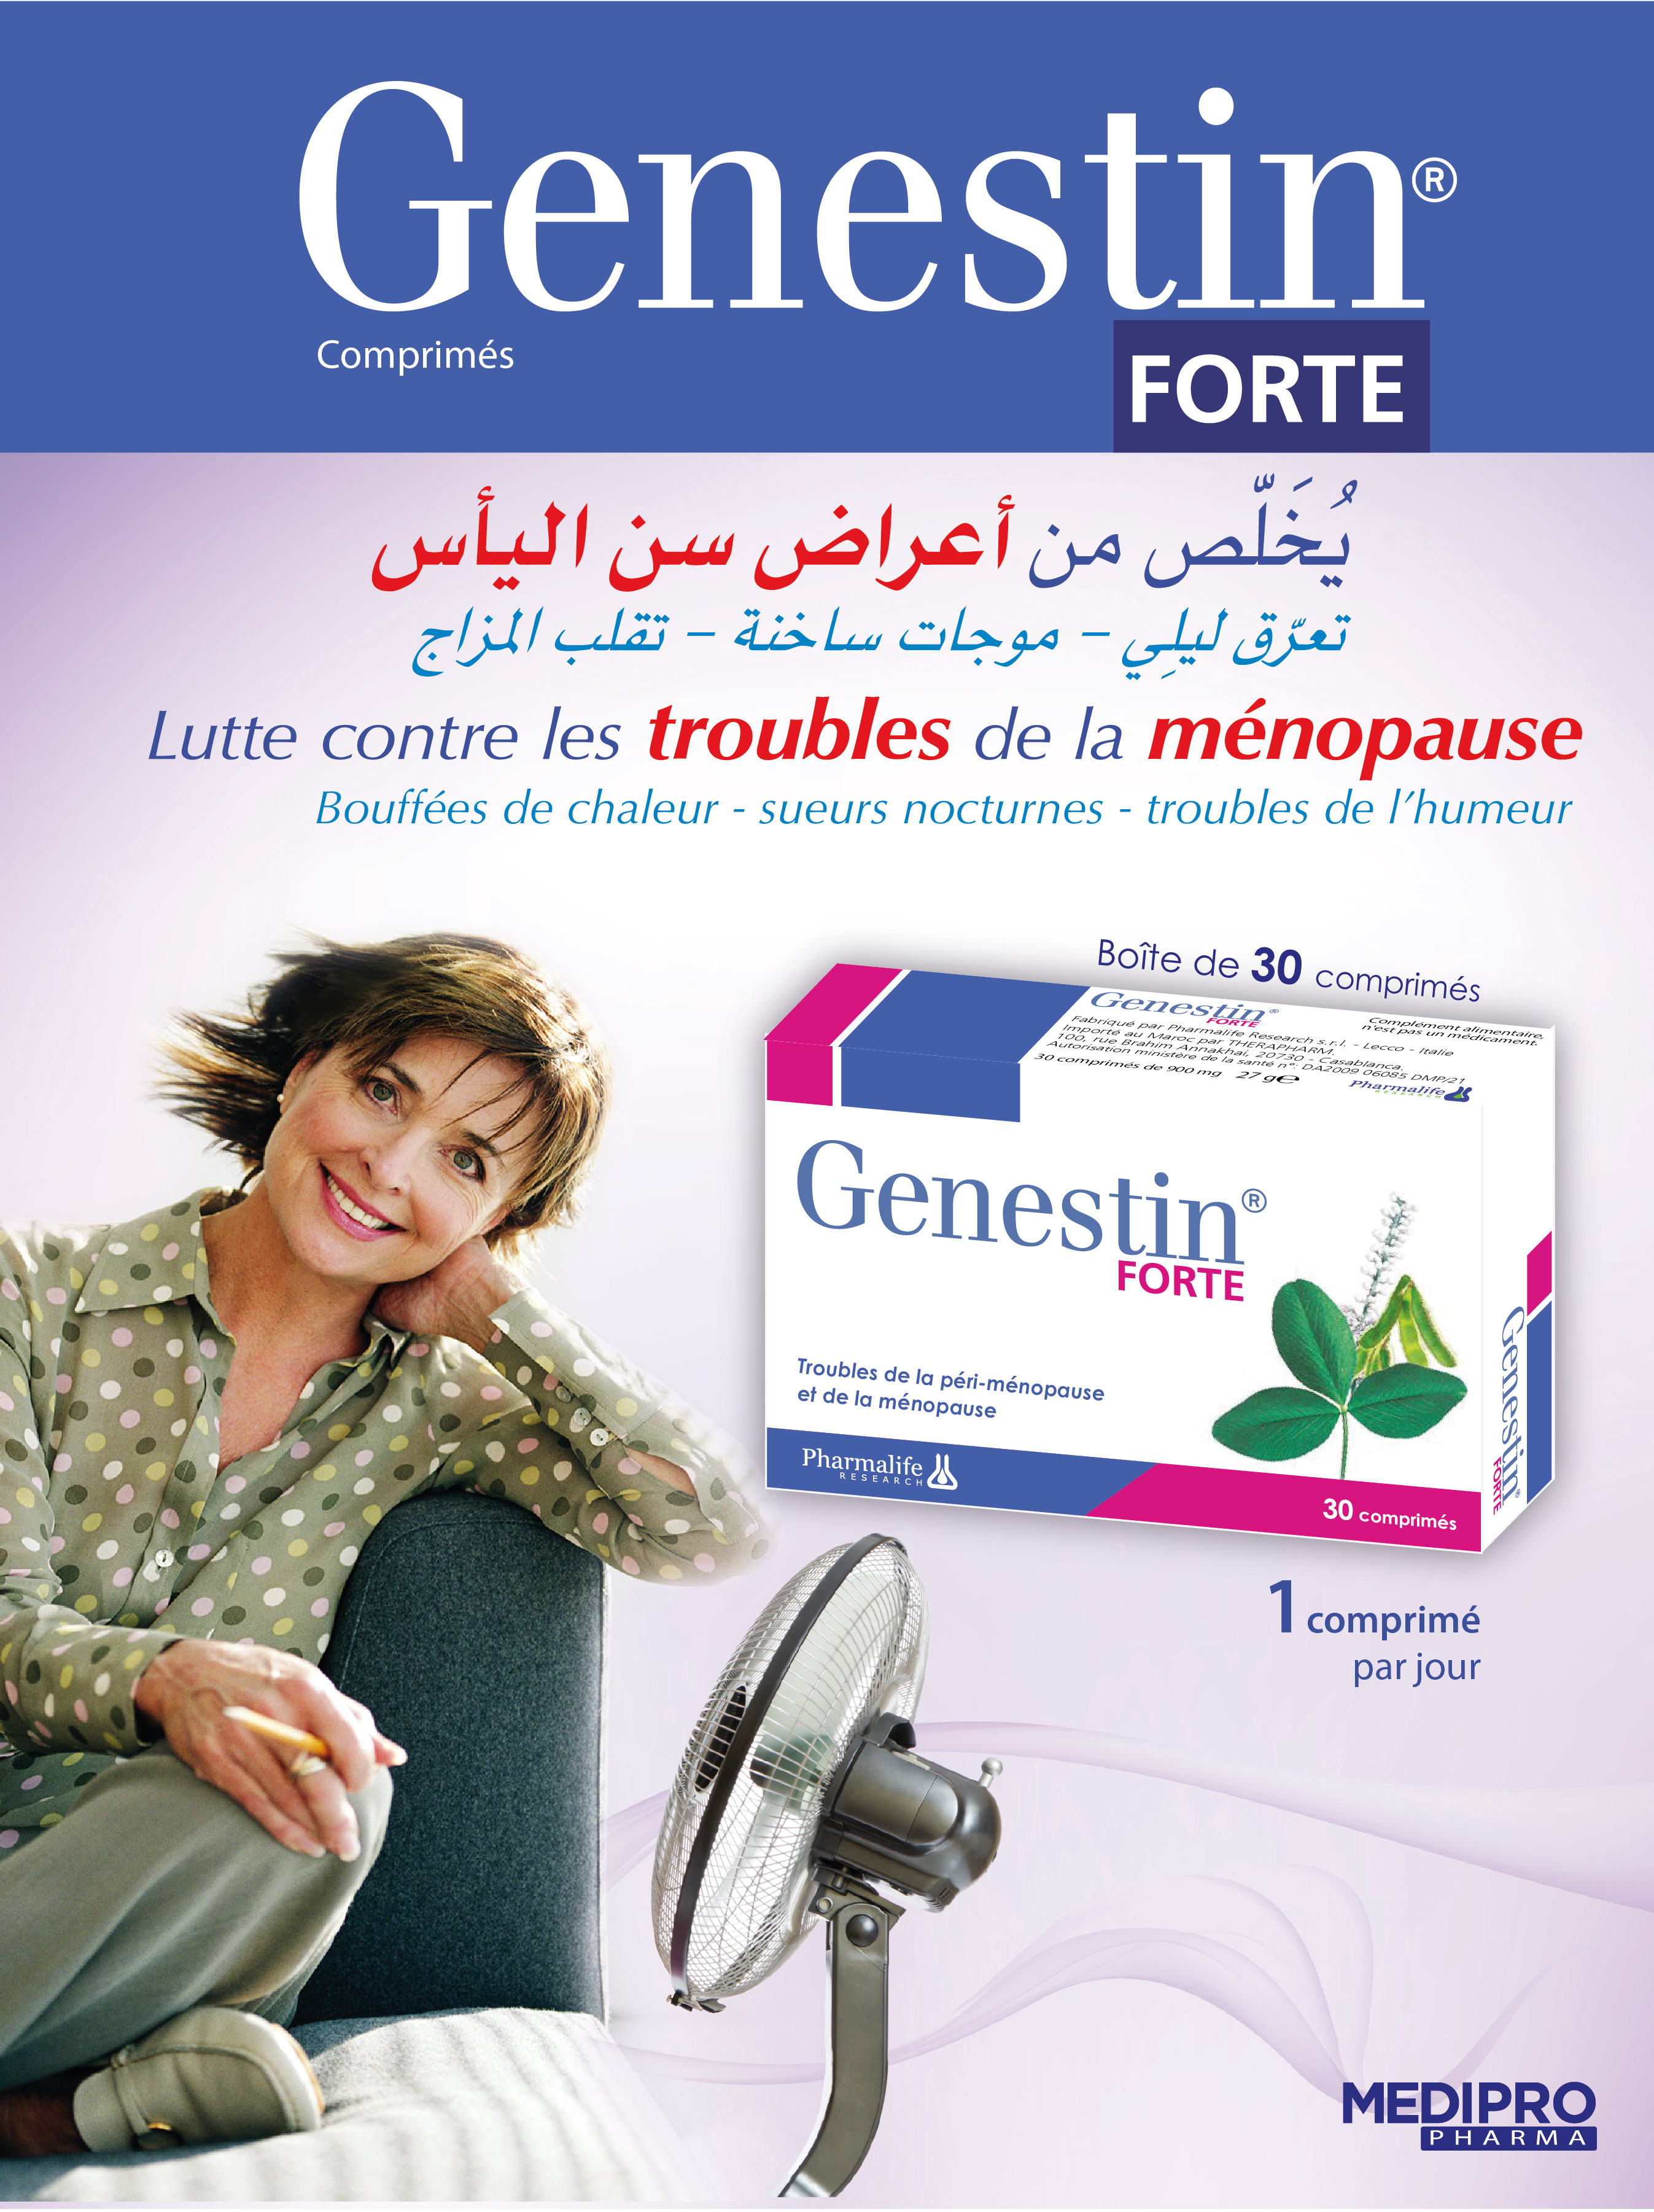 Genestin®
Comprimés
FORTE
يُخَلّص من أعراض سن اليأس
تعرّق ليلِي – موجات ساخنة – تقلب المزاج
Lutte contre les troubles de la ménopause
Bouffées de chaleur - sueurs nocturnes - troubles de l’humeur
Boîte de 30 comprimés
Genestin®
FORTE
Complément alimentaire,
n'est pas un médicament.
Fabriqué par Pharmalife Research s.r.l. - Lecco - Italie
Importé au Maroc par THERAPHARM.
100, rue Brahim Annakhai, 20730 - Casablanca.
Autorisation ministère de la santé n°: DA2009 06085 DMP/21
30 comprimés de 900 mg 27 g℮
Pharmalife
RESEARCH
Genestin®
FORTE
Troubles de la péri-ménopause
et de la ménopause
Pharmalife
RESEARCH
30 comprimés
Genestin®
FORTE
1 comprimé
par jour
MEDIPRO
PHARMA